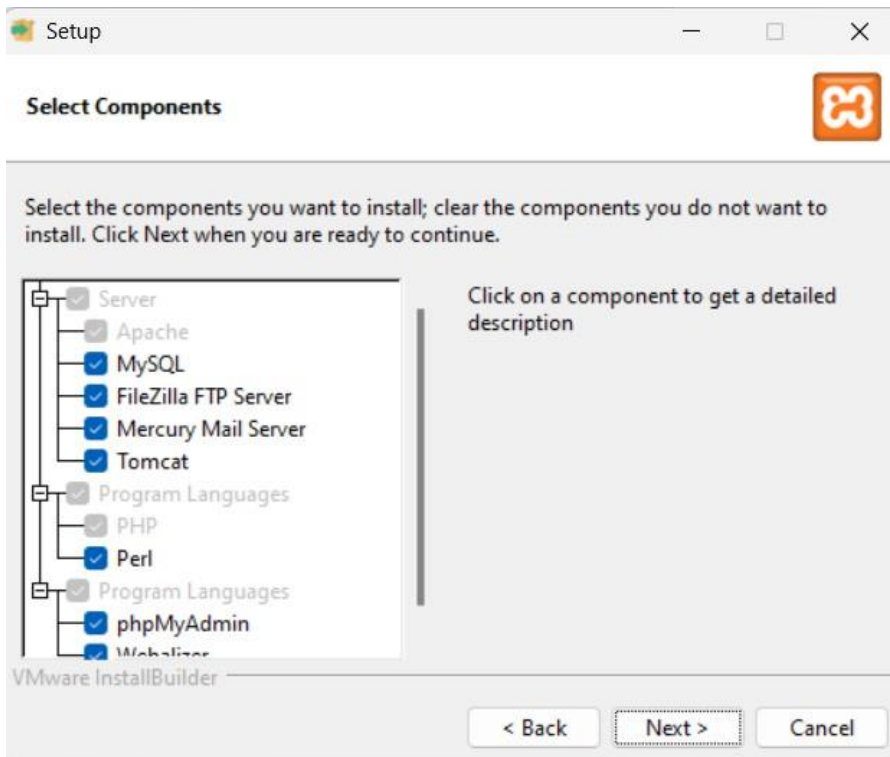 Setup
Select Components
Select the components you want to install; clear the components you do not want to
install. Click Next when you are ready to continue.
Server
Apache
MySQL
FileZilla FTP Server
Mercury Mail Server
Tomcat
Program Languages
PHP
Perl
Program Languages
phpMyAdmin
Webalizer
Click on a component to get a detailed
description
VMware InstallBuilder
< Back
Next >
Cancel